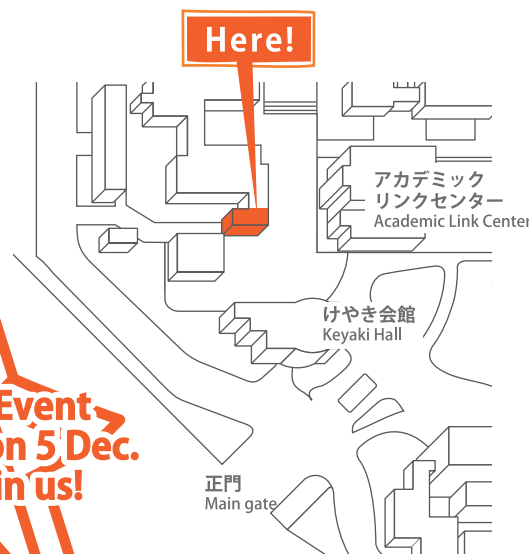 Here!
アカデミック
リンクセンター
Academic Link Center
けやき会館
Keyaki Hall
Event
on 5 Dec.
in us!
正門
Main gate